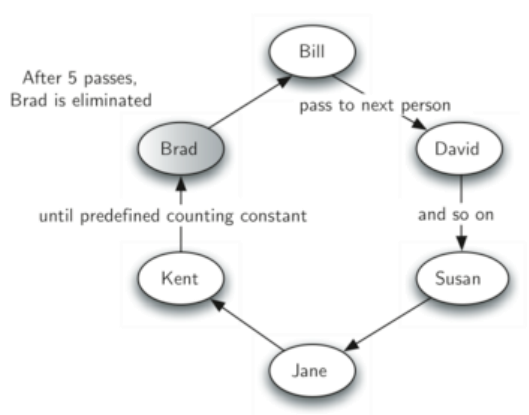 Bill
After 5 passes,
Brad is eliminated
pass to next person
Brad
David
until predefined counting constant
and so on
Kent
Susan
Jane